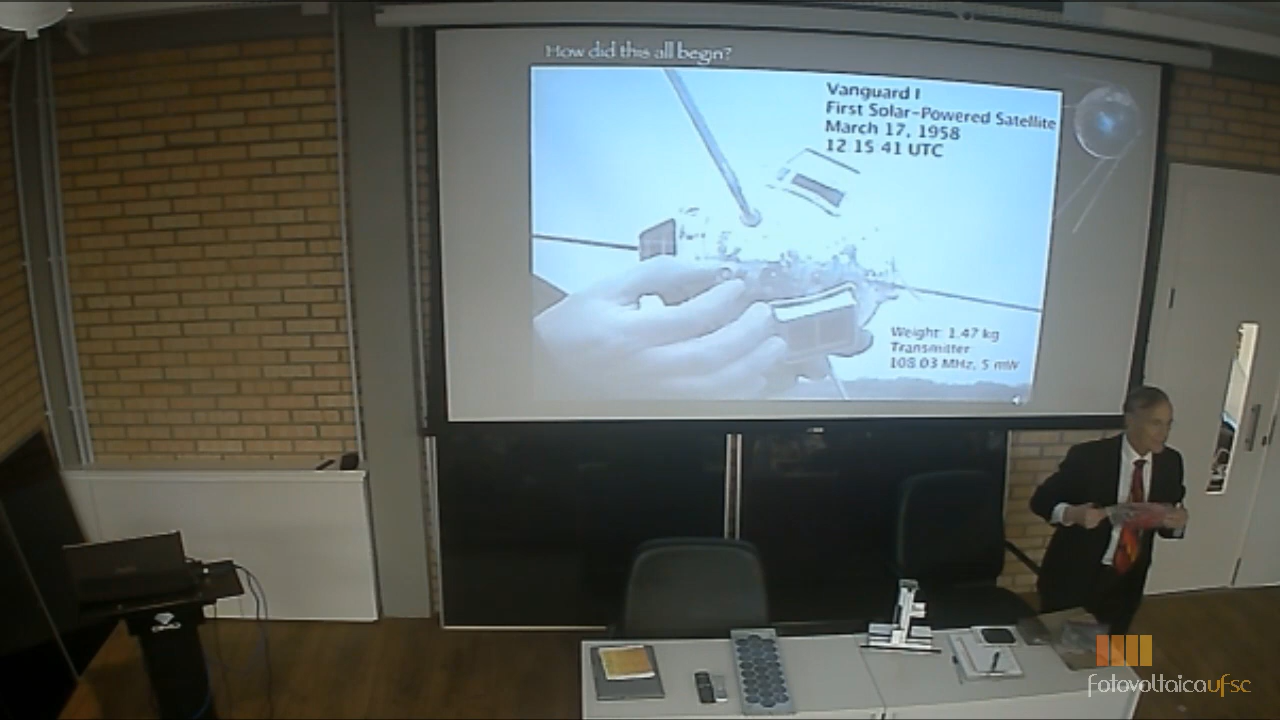 How did this all begin?
Vanguard I
First Solar-Powered Satellite
March 17, 1958
12 15 41 UTC
Weight: 1.47 kg
Transmitter
108.03 MHz, 5 mW
fotovoltaicaufsc